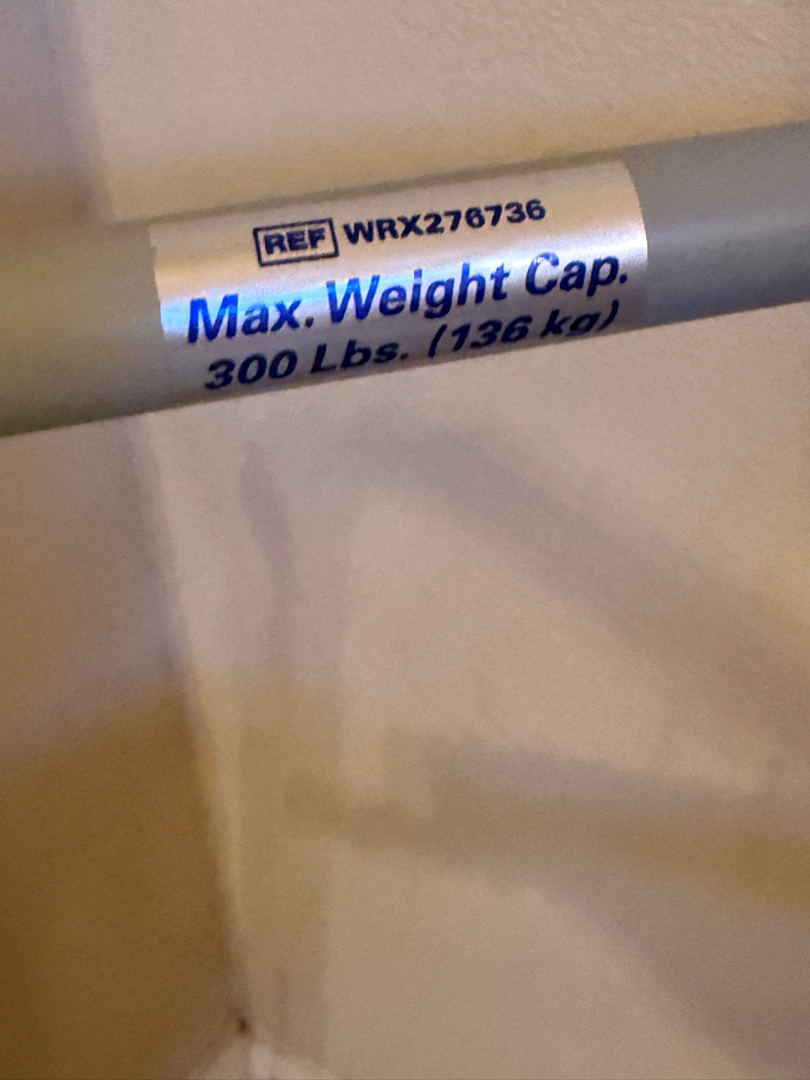 REF WRX276736
Max. Weight Cap.
300 Lbs. (136 kg)